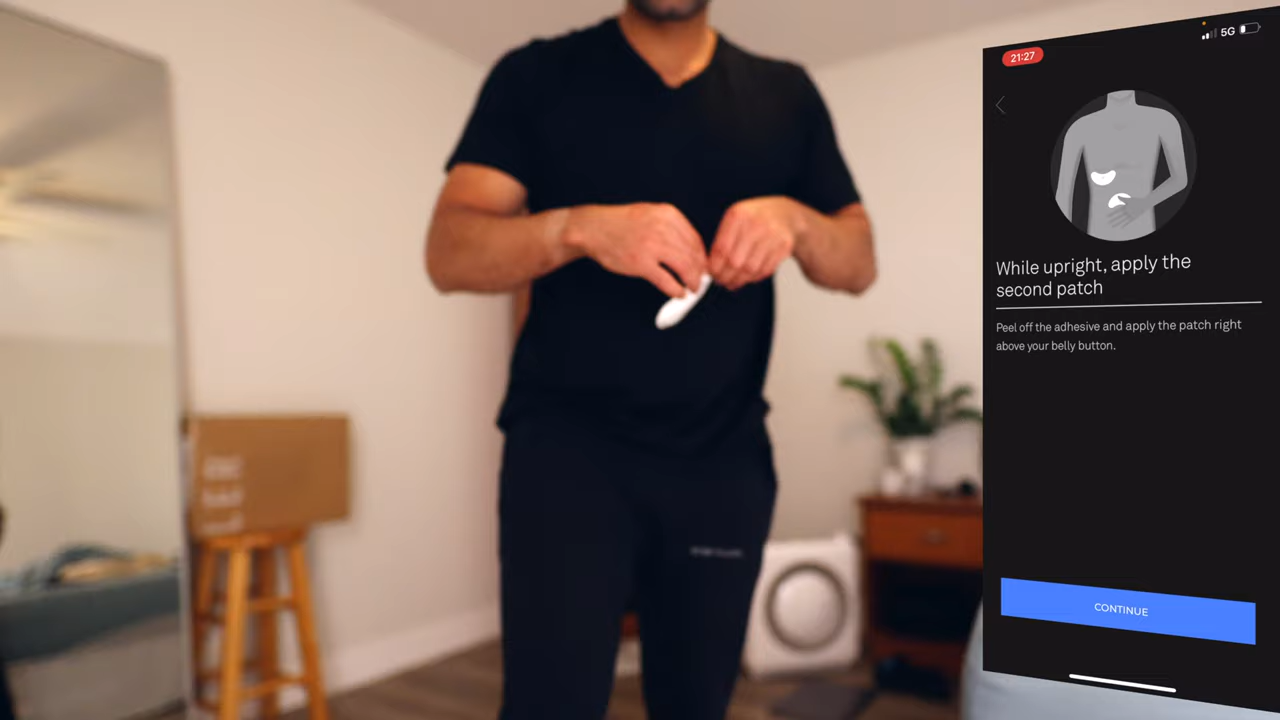 21:27
5G
While upright, apply the
second patch
Peel off the adhesive and apply the patch right
above your belly button.
CONTINUE